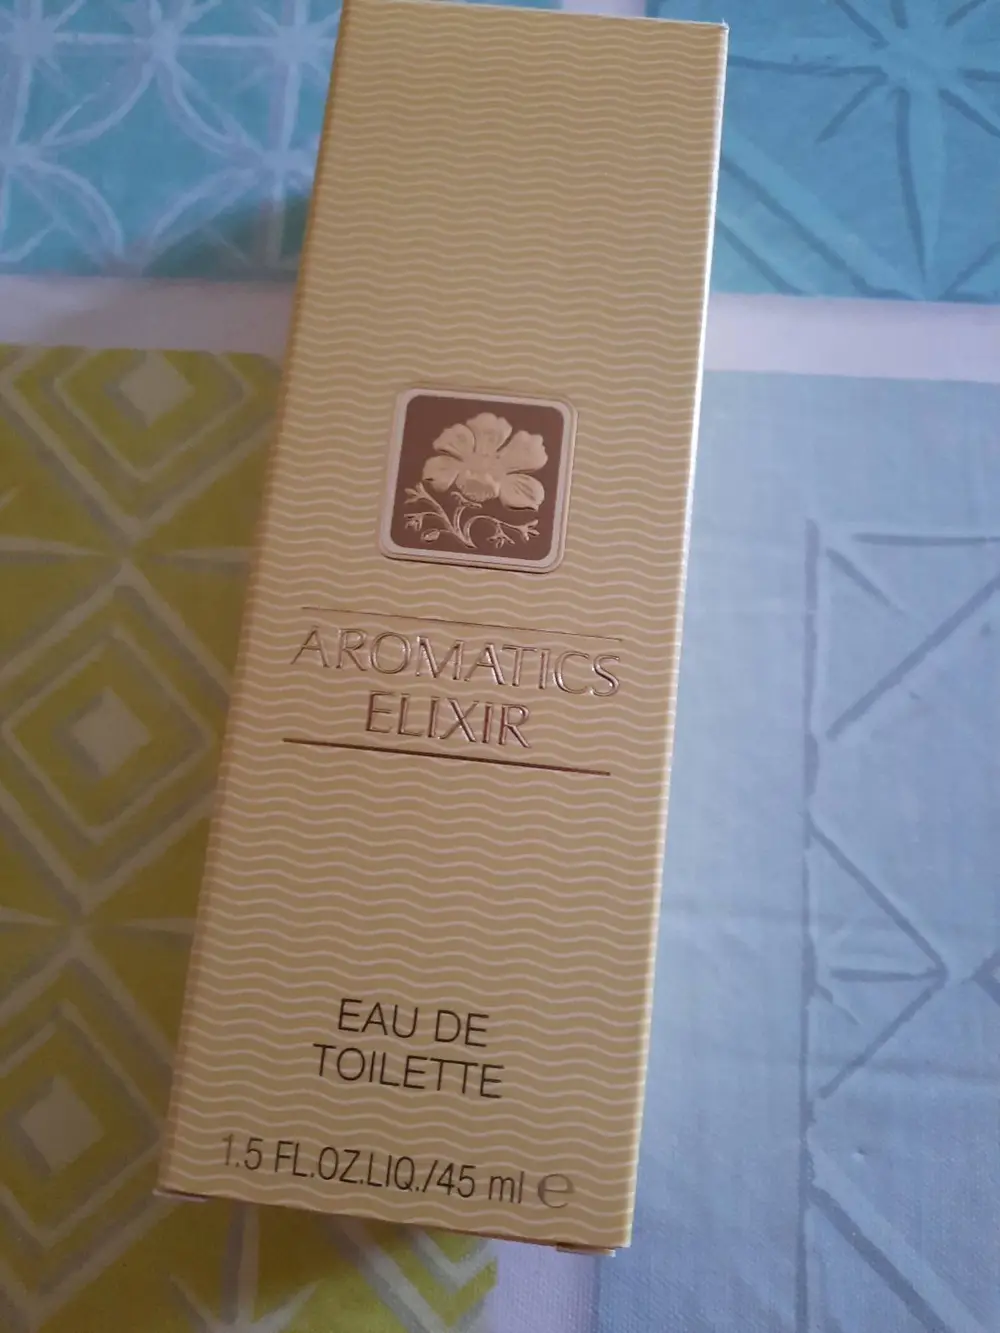 AROMATICS
ELIXIR
EAU DE
TOILETTE
1.5 FL.OZ.LIQ./45 ml ℮